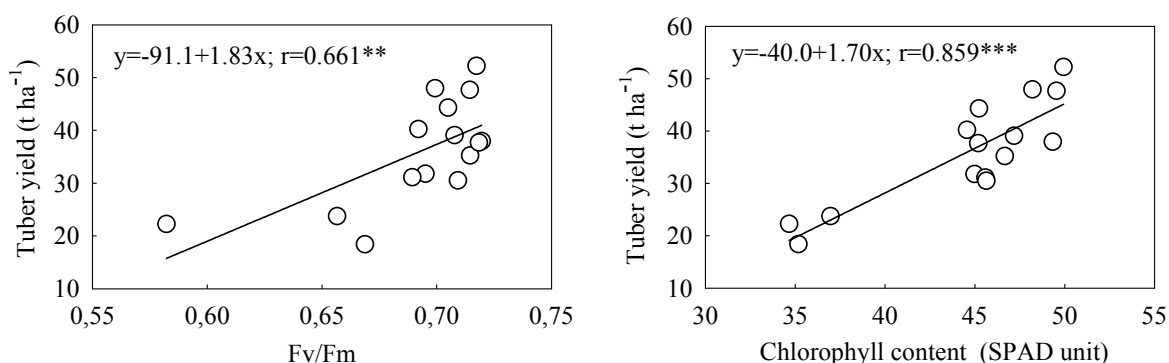 60
50
40
30
20
10
Tuber yield (t ha⁻¹)
y=-91.1+1.83x; r=0.661**
0,55 0,60 0,65 0,70 0,75
Fv/Fm
60
50
40
30
20
10
Tuber yield (t ha⁻¹)
y=-40.0+1.70x; r=0.859***
30 35 40 45 50 55
Chlorophyll content (SPAD unit)